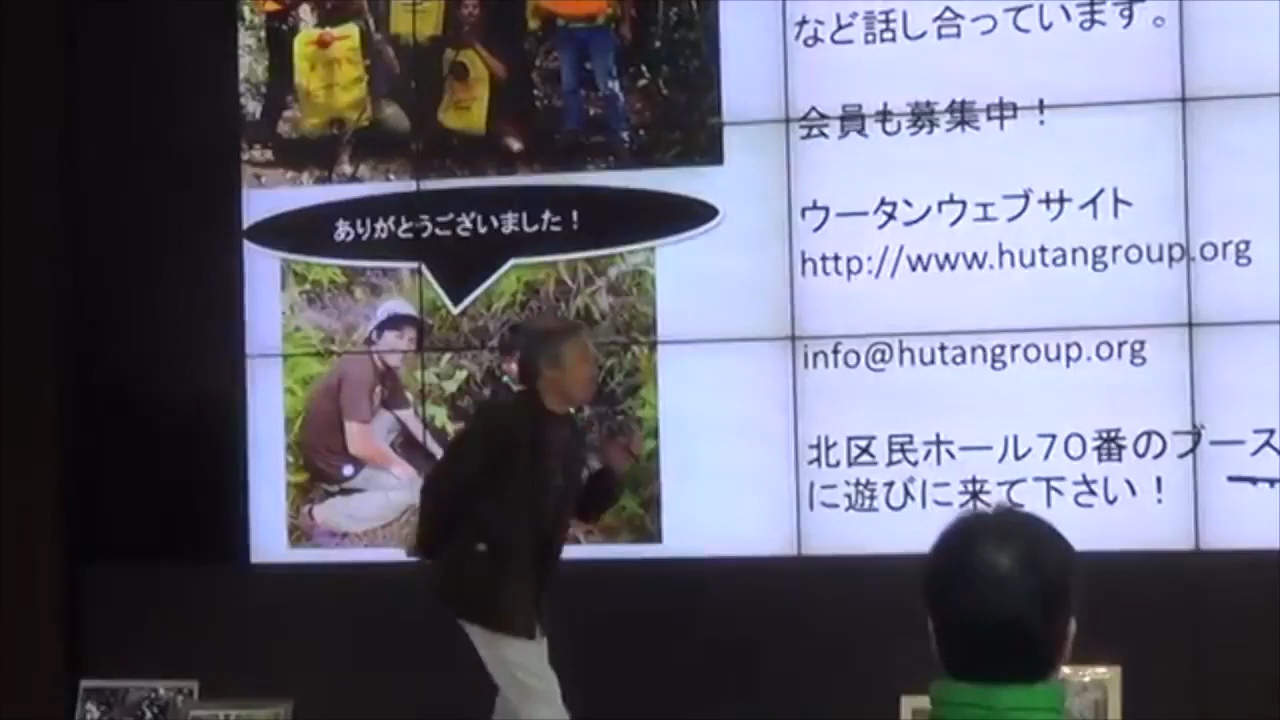 など話し合っています。
会員も募集中！
ありがとうございました！
ウータンウェブサイト
http://www.hutangroup.org
info@hutangroup.org
北区民ホール７０番のブース
に遊びに来て下さい！